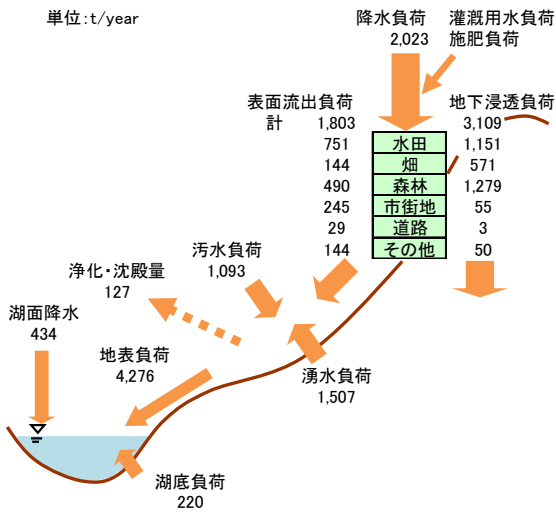 単位:t/year
降水負荷
2,023
灌漑用水負荷
施肥負荷
表面流出負荷
計 1,803
地下浸透負荷
3,109
751 水田 1,151
144 畑 571
490 森林 1,279
245 市街地 55
29 道路 3
144 その他 50
汚水負荷
1,093
浄化・沈殿量
127
湖面降水
434
地表負荷
4,276
湧水負荷
1,507
湖底負荷
220